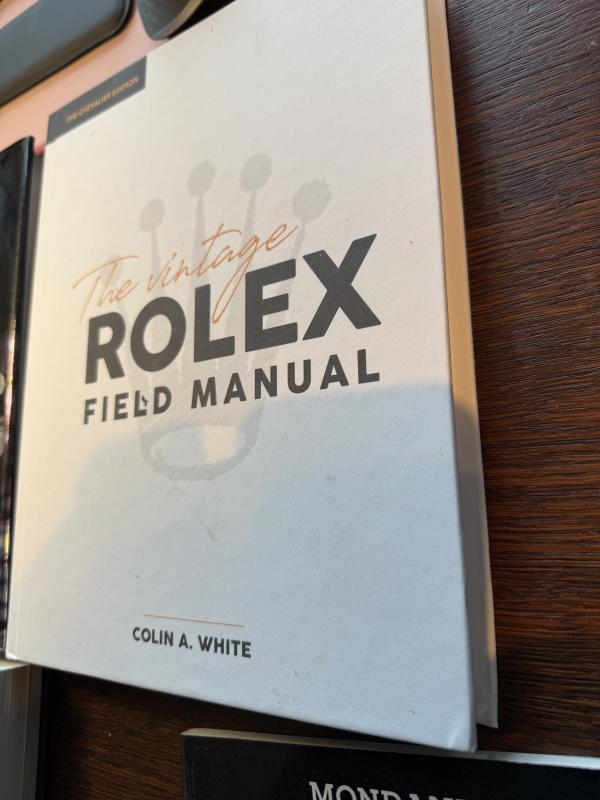 THE CHEVALIER EDITION
The vintage
ROLEX
FIELD MANUAL
COLIN A. WHITE